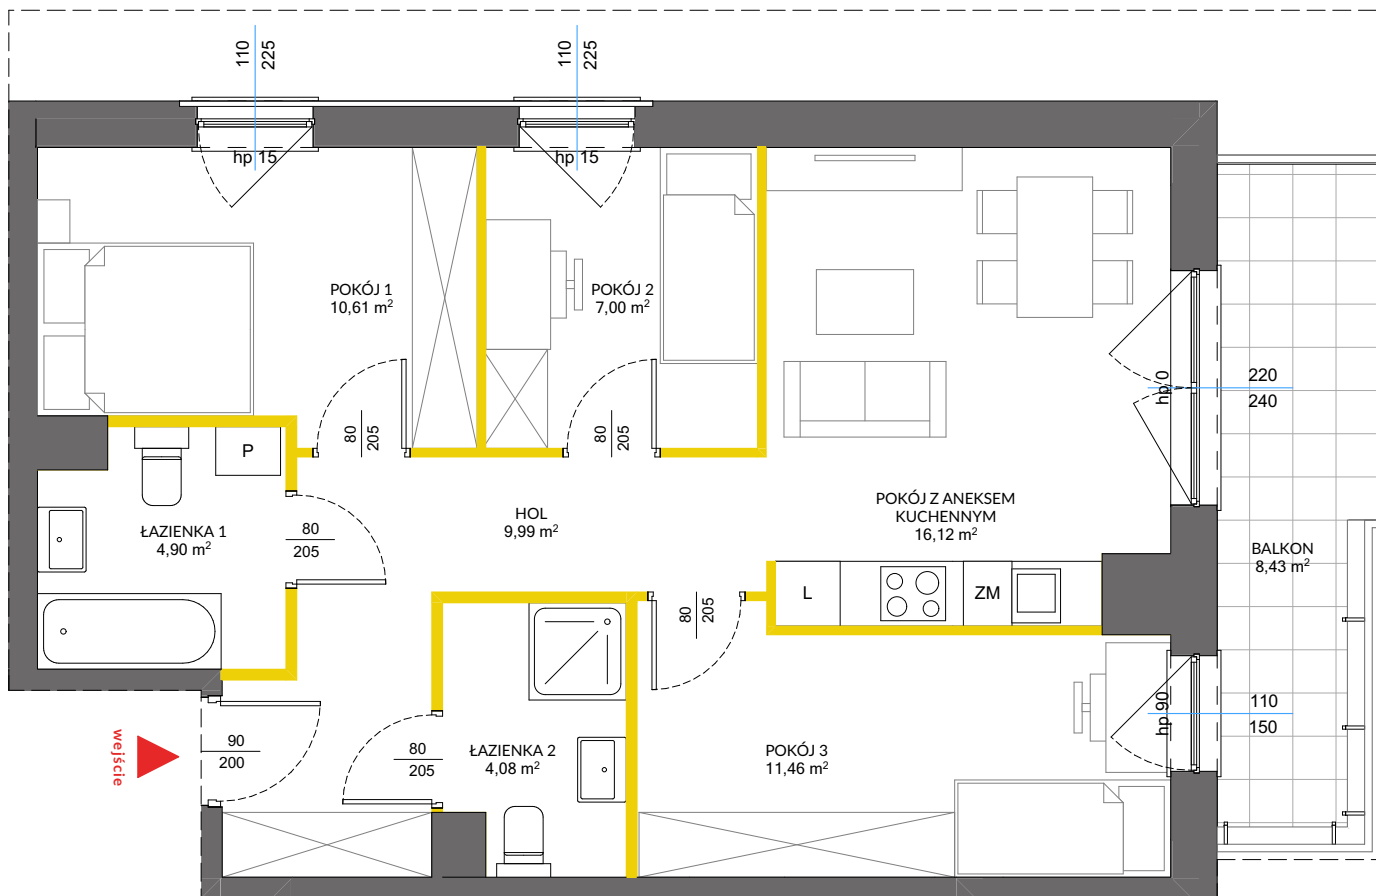 110
225
110
225
hp 15
hp 15
POKÓJ 1
10,61 m²
POKÓJ 2
7,00 m²
hp 0
220
240
80
205
80
205
P
POKÓJ Z ANEKSEM
KUCHENNYM
16,12 m²
HOL
9,99 m²
ŁAZIENKA 1
4,90 m²
80
205
BALKON
8,43 m²
L
ZM
80
205
hp 90
110
150
wejście
90
200
80
205
ŁAZIENKA 2
4,08 m²
POKÓJ 3
11,46 m²